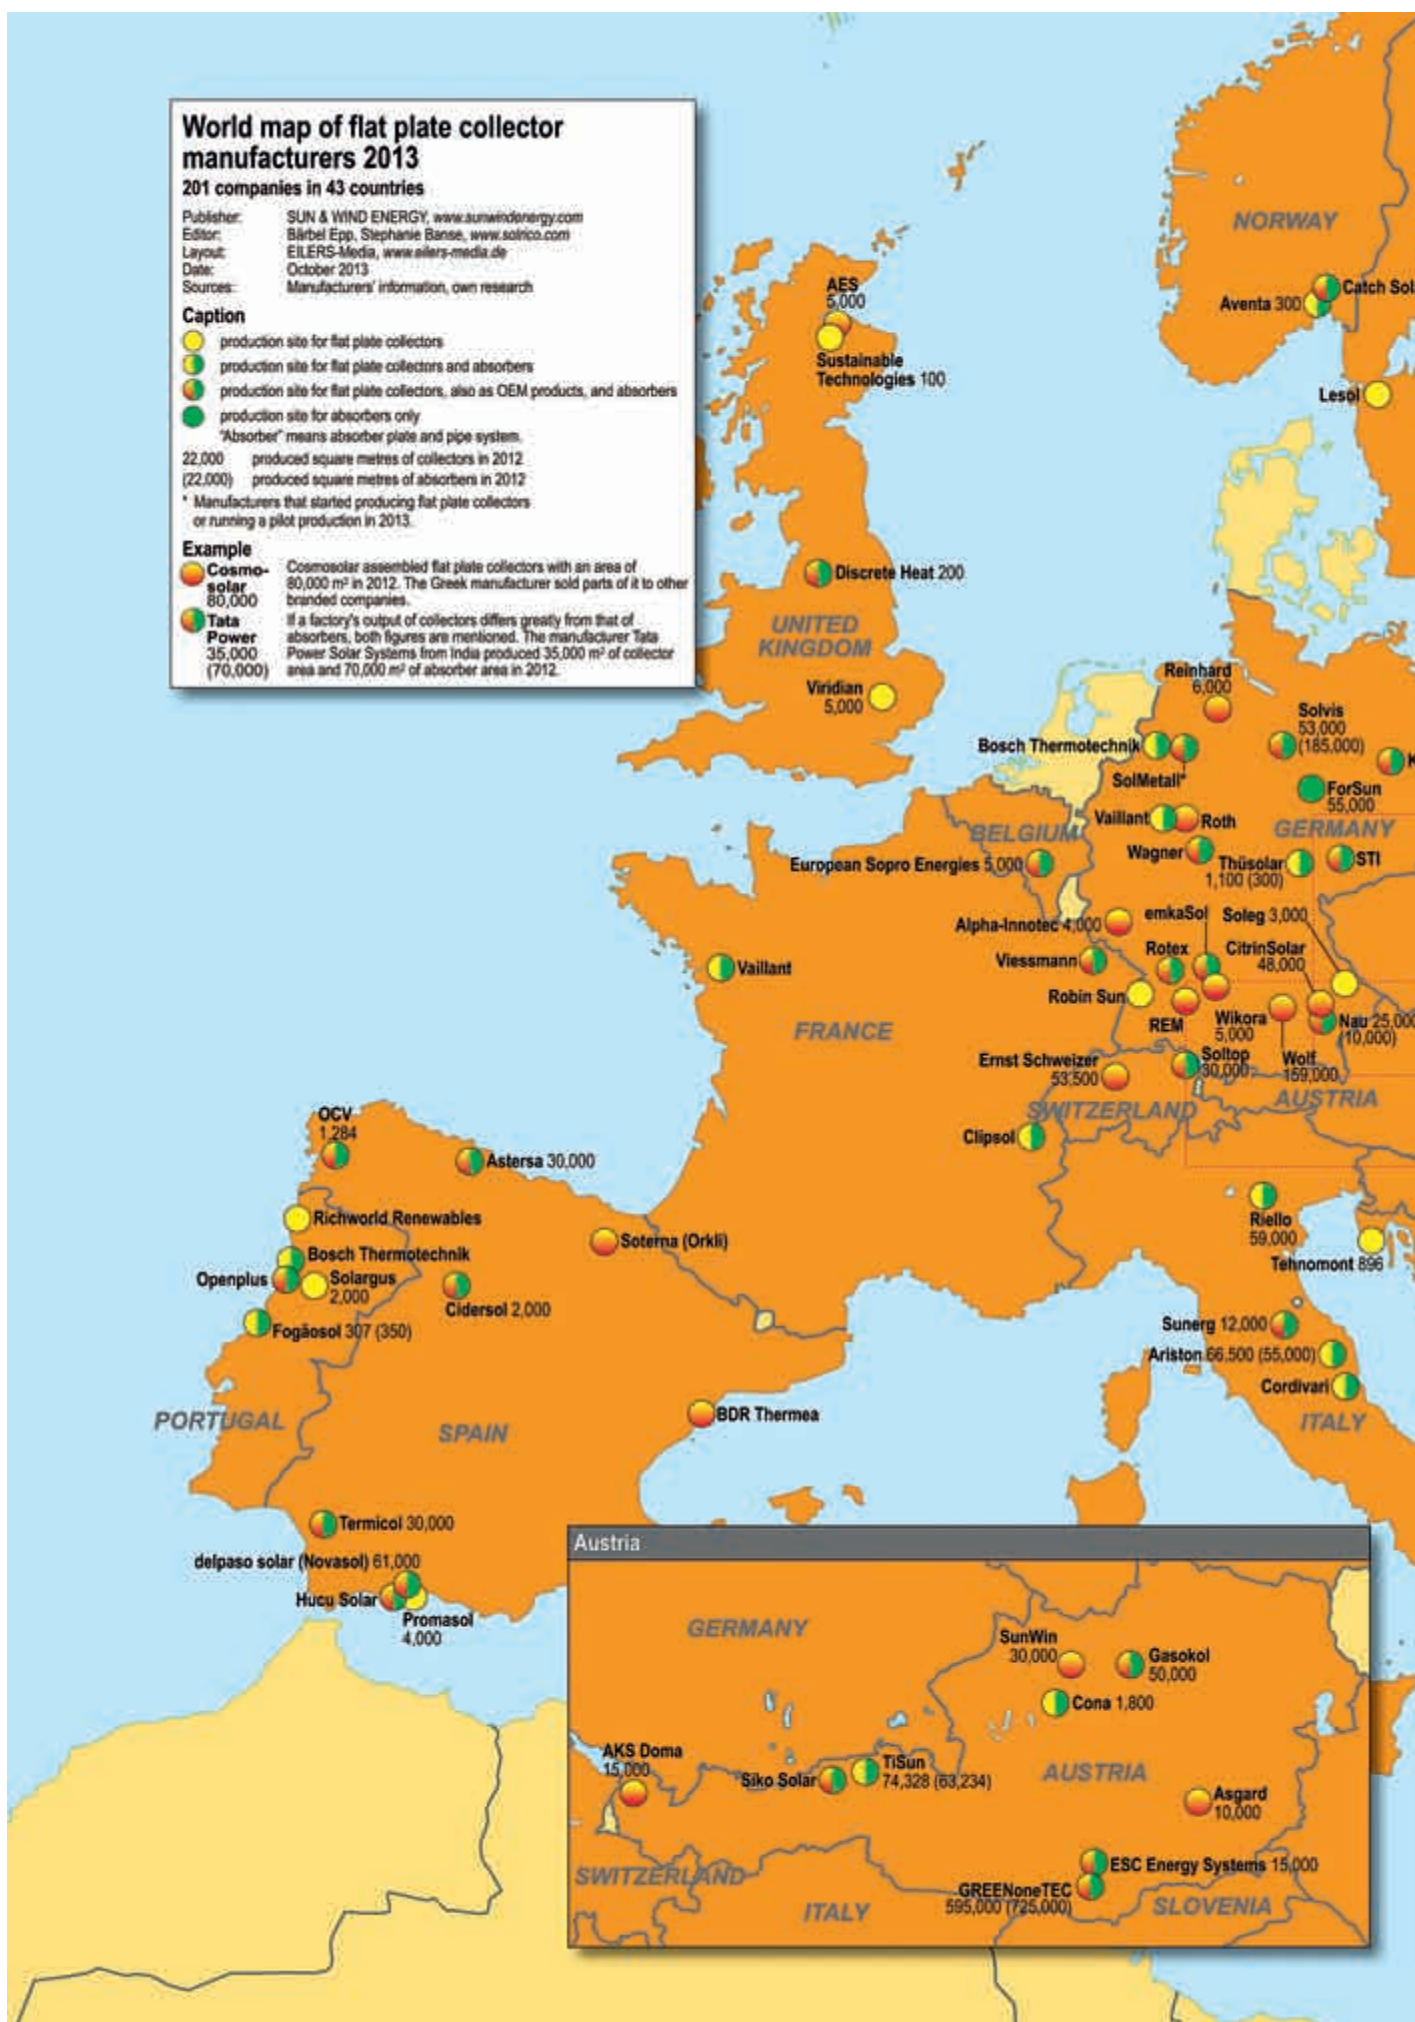 World map of flat plate collector
manufacturers 2013
201 companies in 43 countries
Publisher: SUN & WIND ENERGY, www.sunwindenergy.com
Editor: Bärbel Epp, Stephanie Banse, www.solrico.com
Layout: EILERS-Media, www.eilers-media.de
Date: October 2013
Sources: Manufacturers' information, own research
Caption
production site for flat plate collectors
production site for flat plate collectors and absorbers
production site for flat plate collectors, also as OEM products, and absorbers
production site for absorbers only
"Absorber" means absorber plate and pipe system.
22,000 produced square metres of collectors in 2012
(22,000) produced square metres of absorbers in 2012
* Manufacturers that started producing flat plate collectors
or running a pilot production in 2013.
Example
Cosmo-
solar
80,000
Cosmosolar assembled flat plate collectors with an area of
80,000 m² in 2012. The Greek manufacturer sold parts of it to other
branded companies.
Tata
Power
35,000
(70,000)
If a factory's output of collectors differs greatly from that of
absorbers, both figures are mentioned. The manufacturer Tata
Power Solar Systems from India produced 35,000 m² of collector
area and 70,000 m² of absorber area in 2012.
NORWAY
Catch Sol
Aventa 300
Lesol
AES
5,000
Sustainable
Technologies 100
Discrete Heat 200
UNITED
KINGDOM
Viridian
5,000
Reinhard
6,000
Solvis
53,000
(185,000)
Bosch Thermotechnik
K
SolMetall*
ForSun
55,000
Vaillant
Roth
GERMANY
BELGIUM
Wagner
STI
Thüsolar
1,100 (300)
European Sopro Energies 5,000
emkaSol
Soleg 3,000
Alpha-Innotec 4,000
Rotex
CitrinSolar
48,000
Viessmann
Vaillant
Robin Sun
REM
Wikora
5,000
Nau 25,000
(10,000)
FRANCE
Ernst Schweizer
53,500
Soltop
30,000
Wolf
159,000
SWITZERLAND
AUSTRIA
Clipsol
OCV
1,284
Astersa 30,000
Richworld Renewables
Soterna (Orkli)
Riello
59,000
Bosch Thermotechnik
Tehnomont 896
Openplus
Solargus
2,000
Cidersol 2,000
Fogãosol 307 (350)
Sunerg 12,000
Ariston 66,500 (55,000)
Cordivari
PORTUGAL
SPAIN
BDR Thermea
ITALY
Termicol 30,000
delpaso solar (Novasol) 61,000
Hucu Solar
Promasol
4,000
Austria
GERMANY
SunWin
30,000
Gasokol
50,000
Cona 1,800
AKS Doma
15,000
Siko Solar
TiSun
74,328 (63,234)
AUSTRIA
Asgard
10,000
SWITZERLAND
ESC Energy Systems 15,000
GREENoneTEC
595,000 (725,000)
ITALY
SLOVENIA